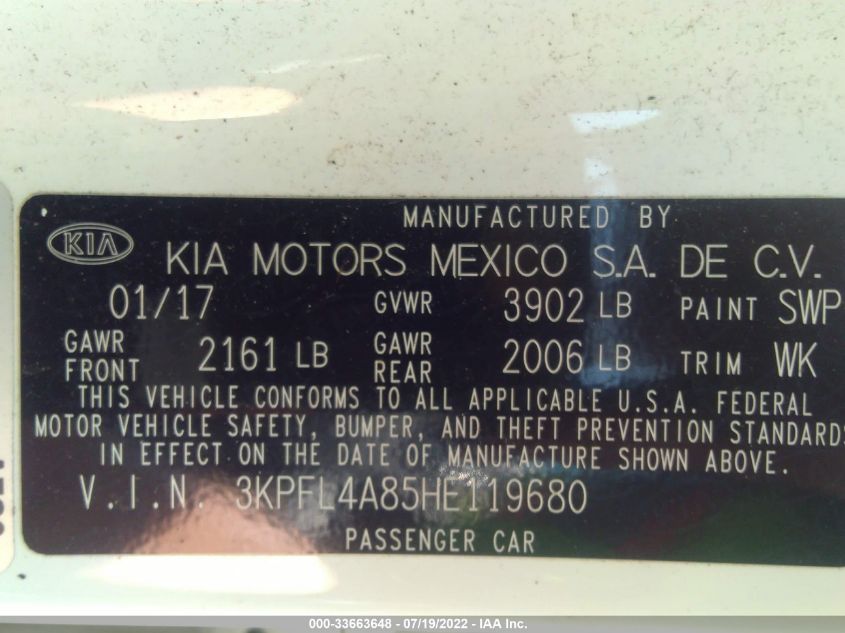 MANUFACTURED BY
KIA KIA MOTORS MEXICO S.A. DE C.V.
01/17 GVWR 3902 LB PAINT SWP
GAWR FRONT 2161 LB GAWR REAR 2006 LB TRIM WK
THIS VEHICLE CONFORMS TO ALL APPLICABLE U.S.A. FEDERAL
MOTOR VEHICLE SAFETY, BUMPER, AND THEFT PREVENTION STANDARDS
IN EFFECT ON THE DATE OF MANUFACTURE SHOWN ABOVE.
V.I.N. 3KPFL4A85HE119680
PASSENGER CAR
000-33663648 - 07/19/2022 - IAA Inc.